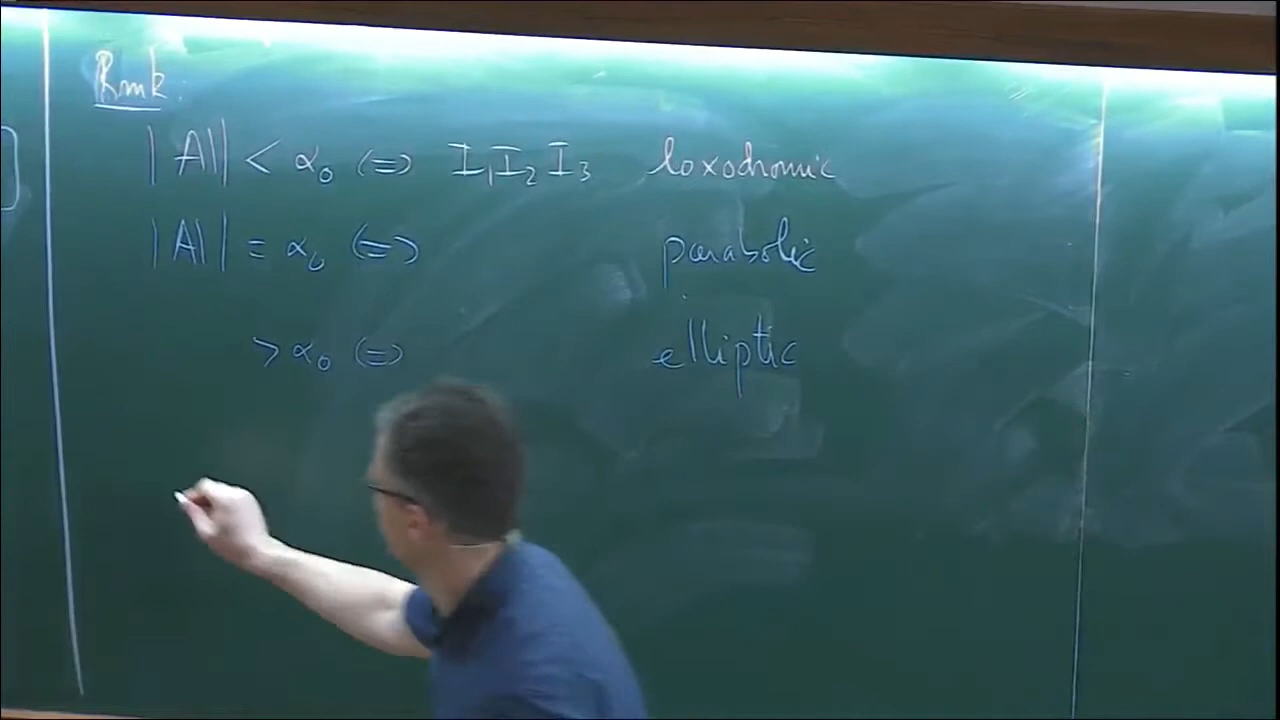 Rmk:
|A| < α₀ (=) I₁I₂I₃ loxodromic
|A| = α₀ (=) parabolic
> α₀ (=) elliptic